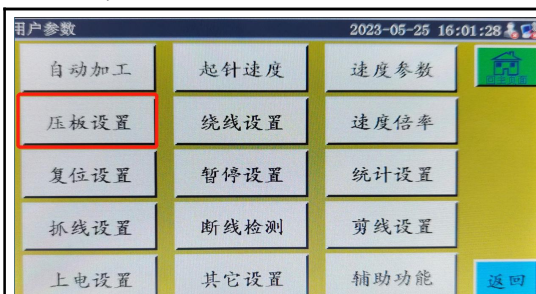 用户参数 2023-05-25 16:01:28
自动加工 起针速度 速度参数
压板设置 绕线设置 速度倍率
复位设置 暂停设置 统计设置
抓线设置 断线检测 剪线设置
上电设置 其它设置 辅助功能 返回